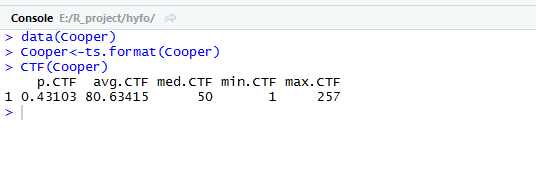 Console E:/R_project/hyfo/
> data(Cooper)
> Cooper<-ts.format(Cooper)
> CTF(Cooper)
p.CTF avg.CTF med.CTF min.CTF max.CTF
1 0.43103 80.63415 50 1 257
>